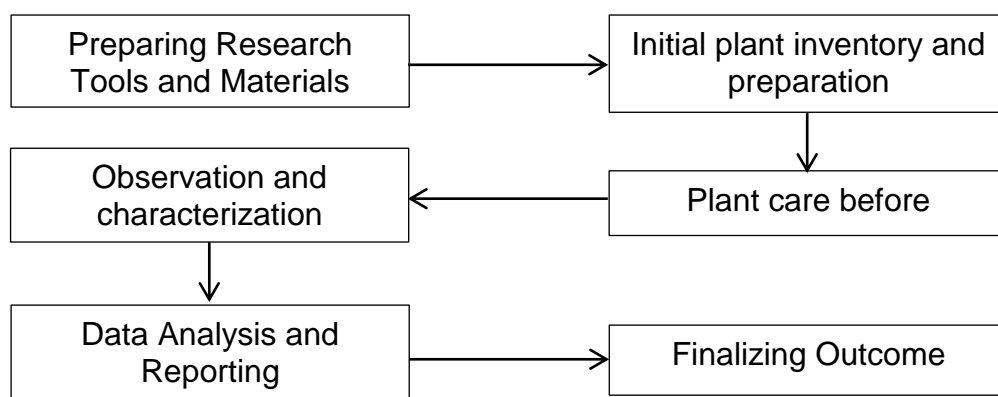 Preparing Research
Tools and Materials
Initial plant inventory and
preparation
Plant care before
Observation and
characterization
Data Analysis and
Reporting
Finalizing Outcome